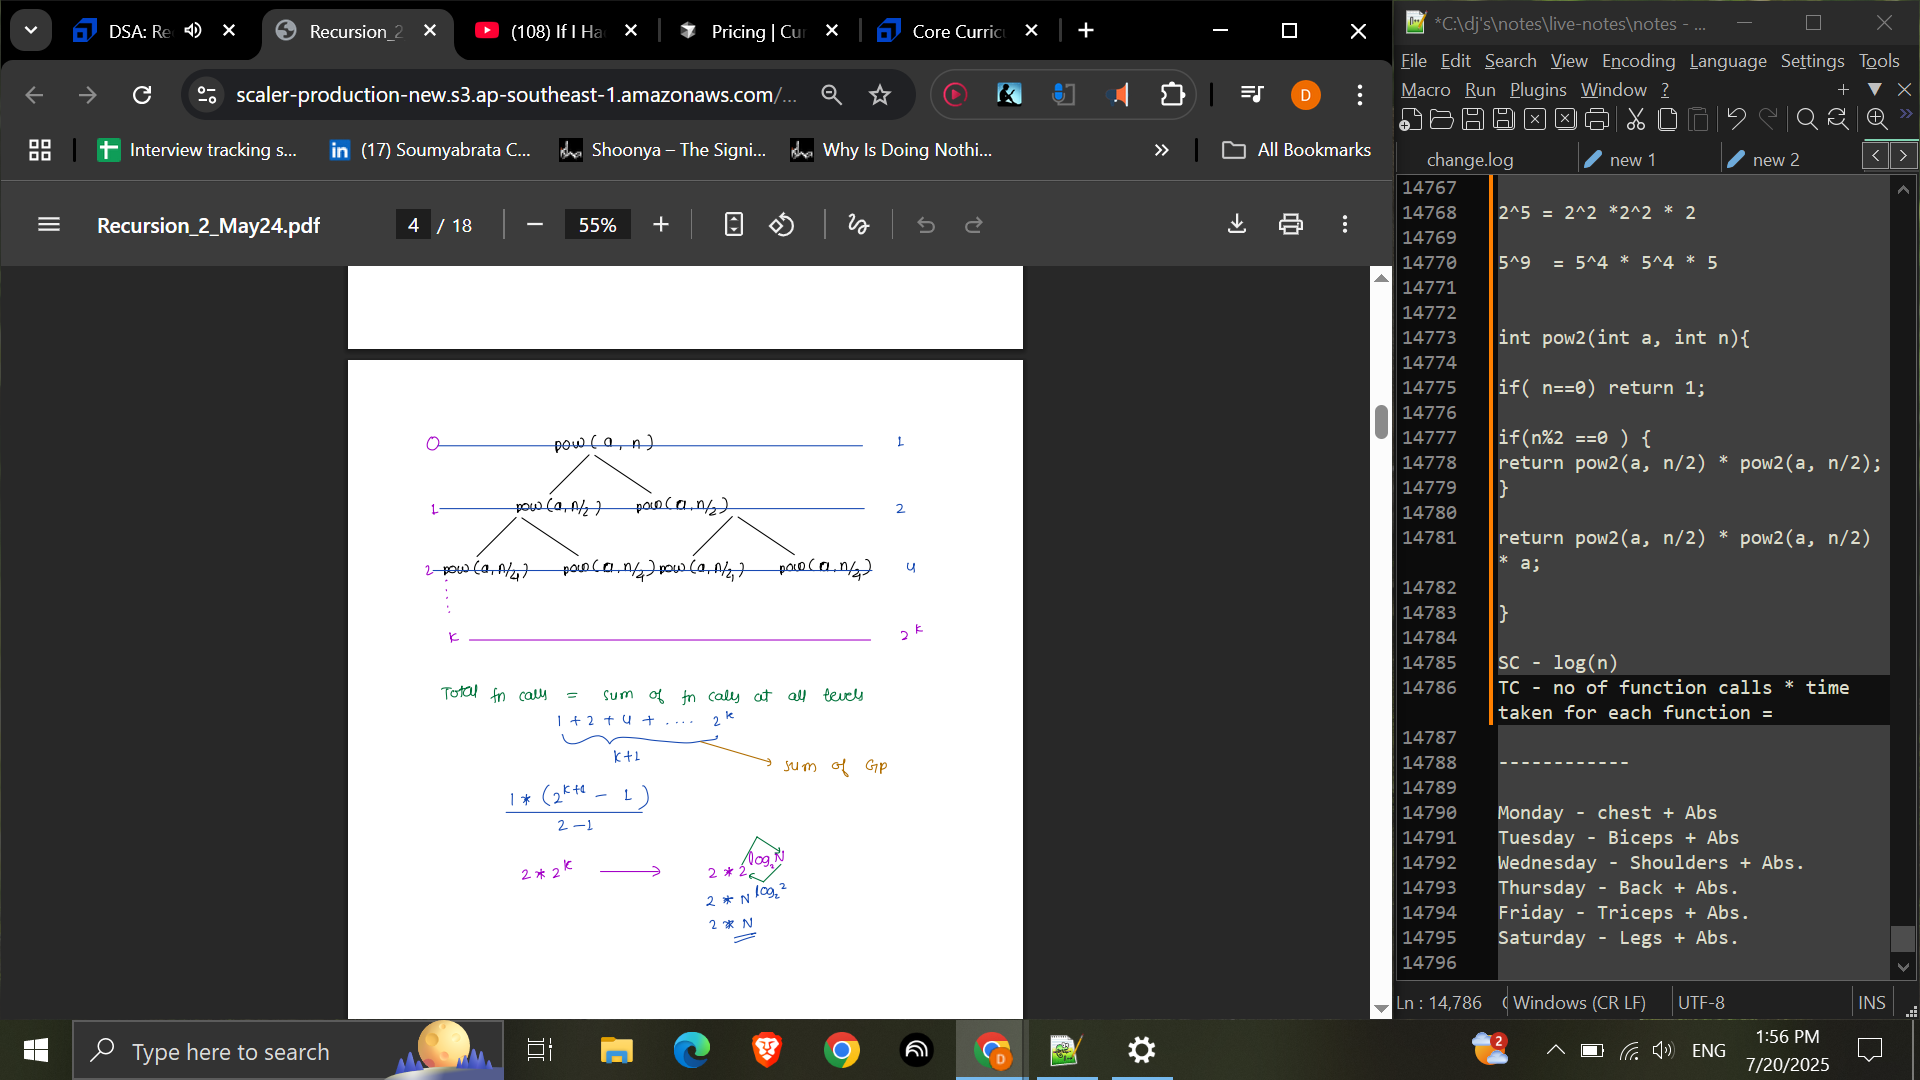 DSA: Re
Recursion_2
(108) If I Ha
Pricing | Cur
Core Curric
scaler-production-new.s3.ap-southeast-1.amazonaws.com/...
D
Interview tracking s...
(17) Soumyabrata C...
Shoonya – The Signi...
Why Is Doing Nothi...
All Bookmarks
Recursion_2_May24.pdf
4 / 18
55%
0 pow(a, n) 1
1 pow(a, n/2) pow(a, n/2) 2
2 pow(a, n/4) pow(a, n/4) pow(a, n/4) pow(a, n/4) 4
k 2^k
Total fn calls = sum of fn calls at all levels
1 + 2 + 4 + .... 2^k
k+1
sum of GP
1 * (2^k+1 - 1)
2-1
2 * 2^k
2 * 2^log2N
2 * N^log2 2
2 * N
*C:\dj's\notes\live-notes\notes - ...
File Edit Search View Encoding Language Settings Tools
Macro Run Plugins Window ?
change.log new 1 new 2
14767
14768 2^5 = 2^2 *2^2 * 2
14769
14770 5^9  = 5^4 * 5^4 * 5
14771
14772
14773 int pow2(int a, int n){
14774
14775 if( n==0) return 1;
14776
14777 if(n%2 ==0 ) {
14778 return pow2(a, n/2) * pow2(a, n/2);
14779 }
14780
14781 return pow2(a, n/2) * pow2(a, n/2)
* a;
14782
14783 }
14784
14785 SC - log(n)
14786 TC - no of function calls * time
taken for each function =
14787
14788 ------------
14789
14790 Monday - chest + Abs
14791 Tuesday - Biceps + Abs
14792 Wednesday - Shoulders + Abs.
14793 Thursday - Back + Abs.
14794 Friday - Triceps + Abs.
14795 Saturday - Legs + Abs.
14796
Ln : 14,786 Windows (CR LF) UTF-8 INS
Type here to search
D
2
ENG
1:56 PM
7/20/2025